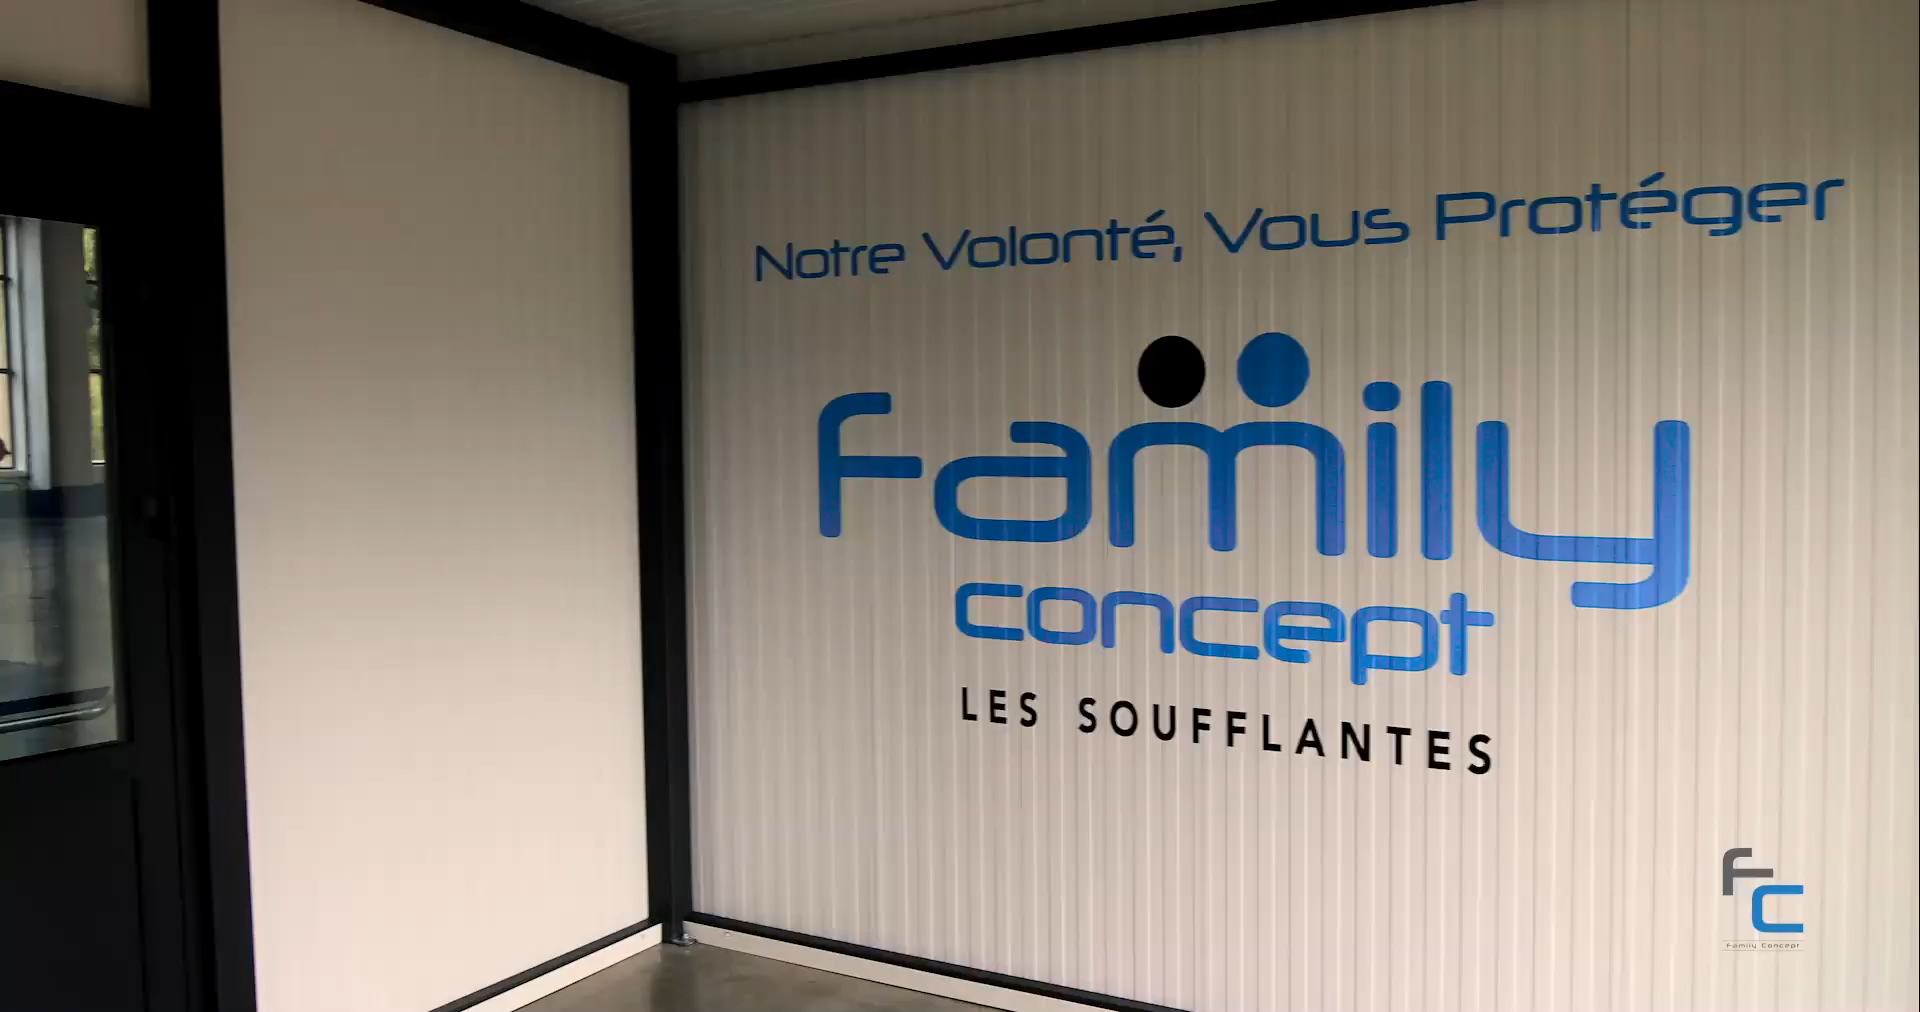 Notre Volonté, Vous Protéger
family
concept
LES SOUFFLANTES
FC
Family Concept